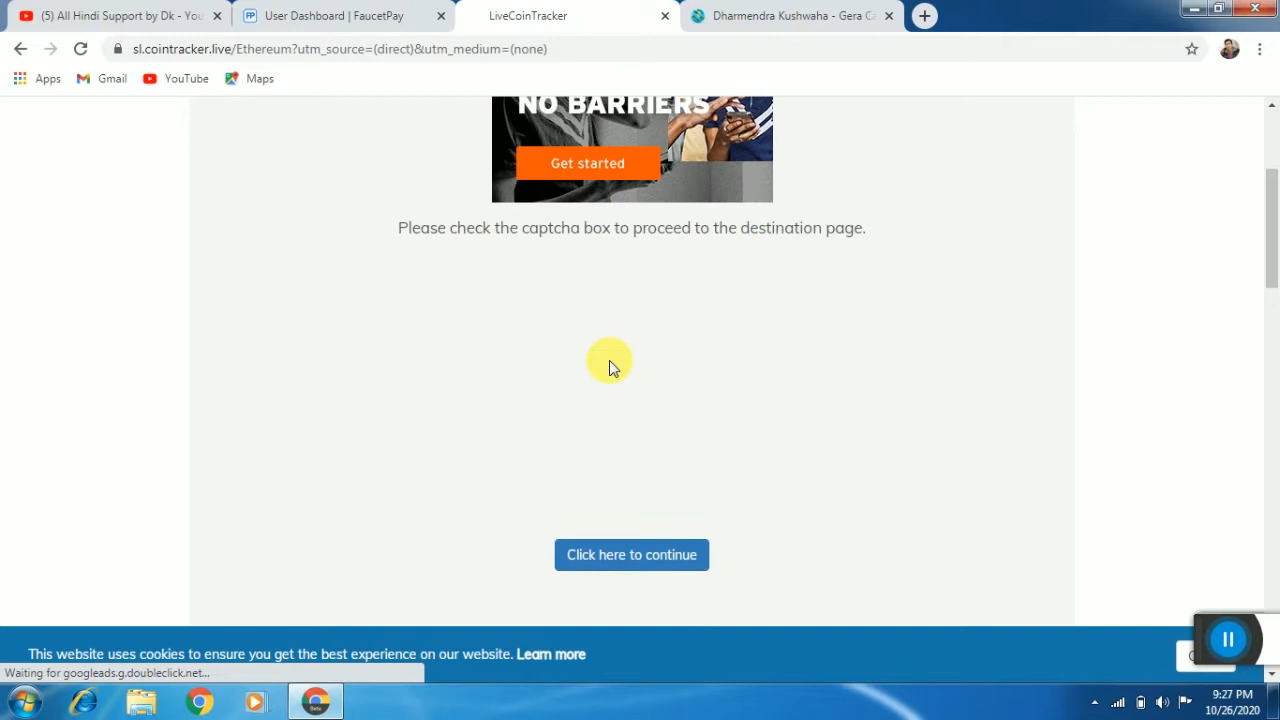 (5) All Hindi Support by Dk - You
User Dashboard | FaucetPay
LiveCoinTracker
Dharmendra Kushwaha - Gera Ca
sl.cointracker.live/Ethereum?utm_source=(direct)&utm_medium=(none)
Apps
Gmail
YouTube
Maps
NO BARRIERS
Get started
Please check the captcha box to proceed to the destination page.
Click here to continue
This website uses cookies to ensure you get the best experience on our website. Learn more
Waiting for googleads.g.doubleclick.net...
Beta
9:27 PM
10/26/2020